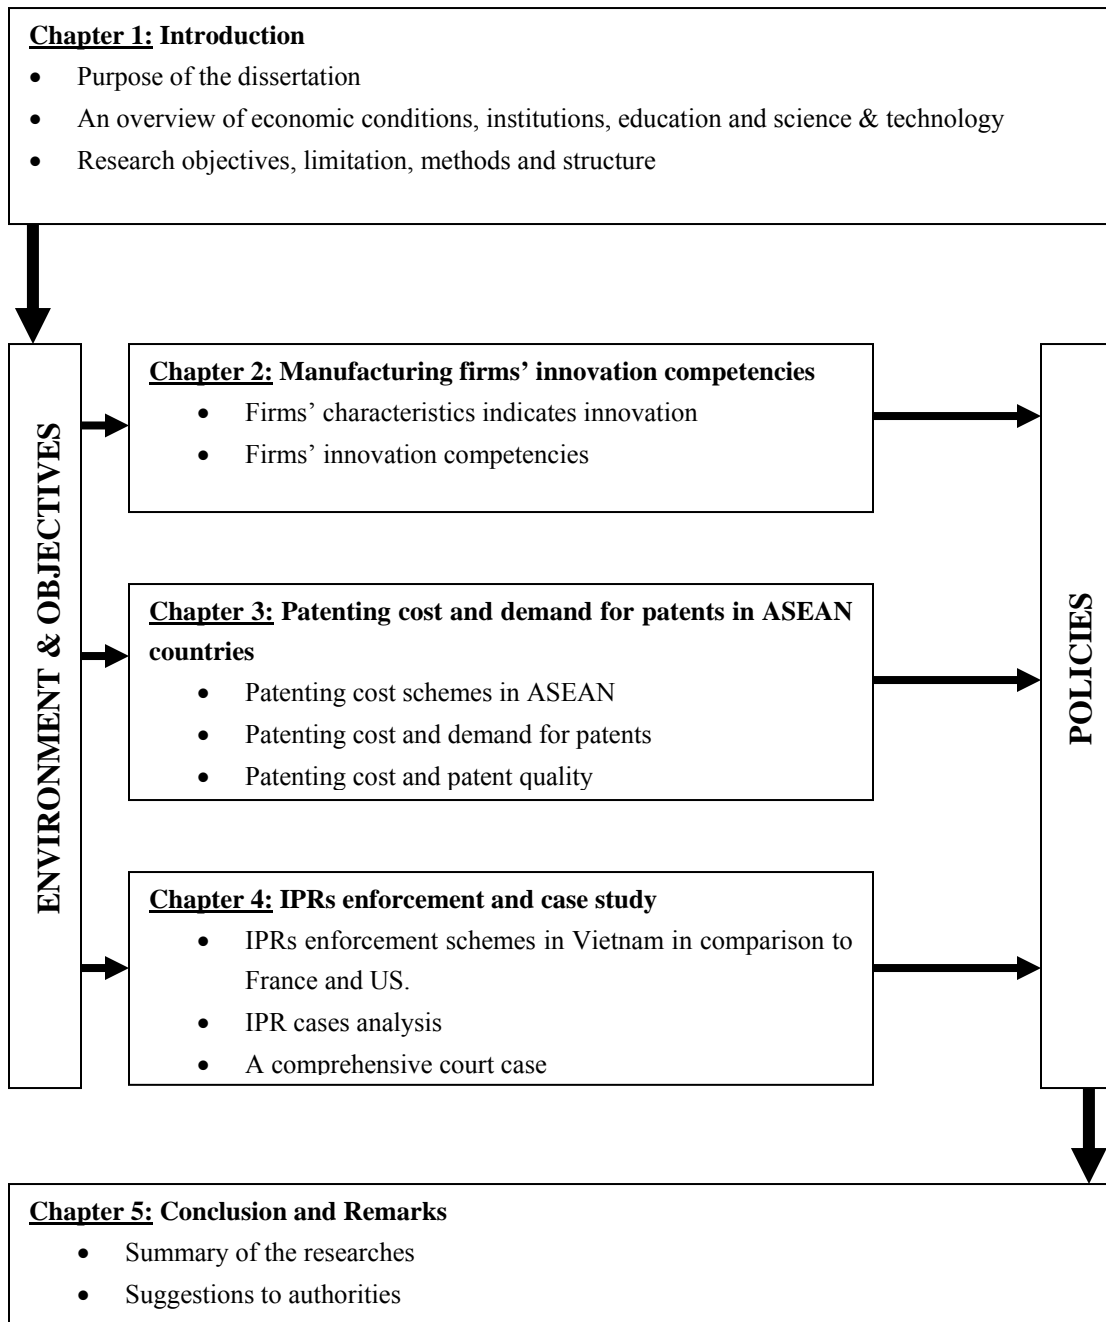 Chapter 1: Introduction
• Purpose of the dissertation
• An overview of economic conditions, institutions, education and science & technology
• Research objectives, limitation, methods and structure
ENVIRONMENT & OBJECTIVES
Chapter 2: Manufacturing firms’ innovation competencies
• Firms’ characteristics indicates innovation
• Firms’ innovation competencies
Chapter 3: Patenting cost and demand for patents in ASEAN
countries
• Patenting cost schemes in ASEAN
• Patenting cost and demand for patents
• Patenting cost and patent quality
Chapter 4: IPRs enforcement and case study
• IPRs enforcement schemes in Vietnam in comparison to
France and US.
• IPR cases analysis
• A comprehensive court case
POLICIES
Chapter 5: Conclusion and Remarks
• Summary of the researches
• Suggestions to authorities